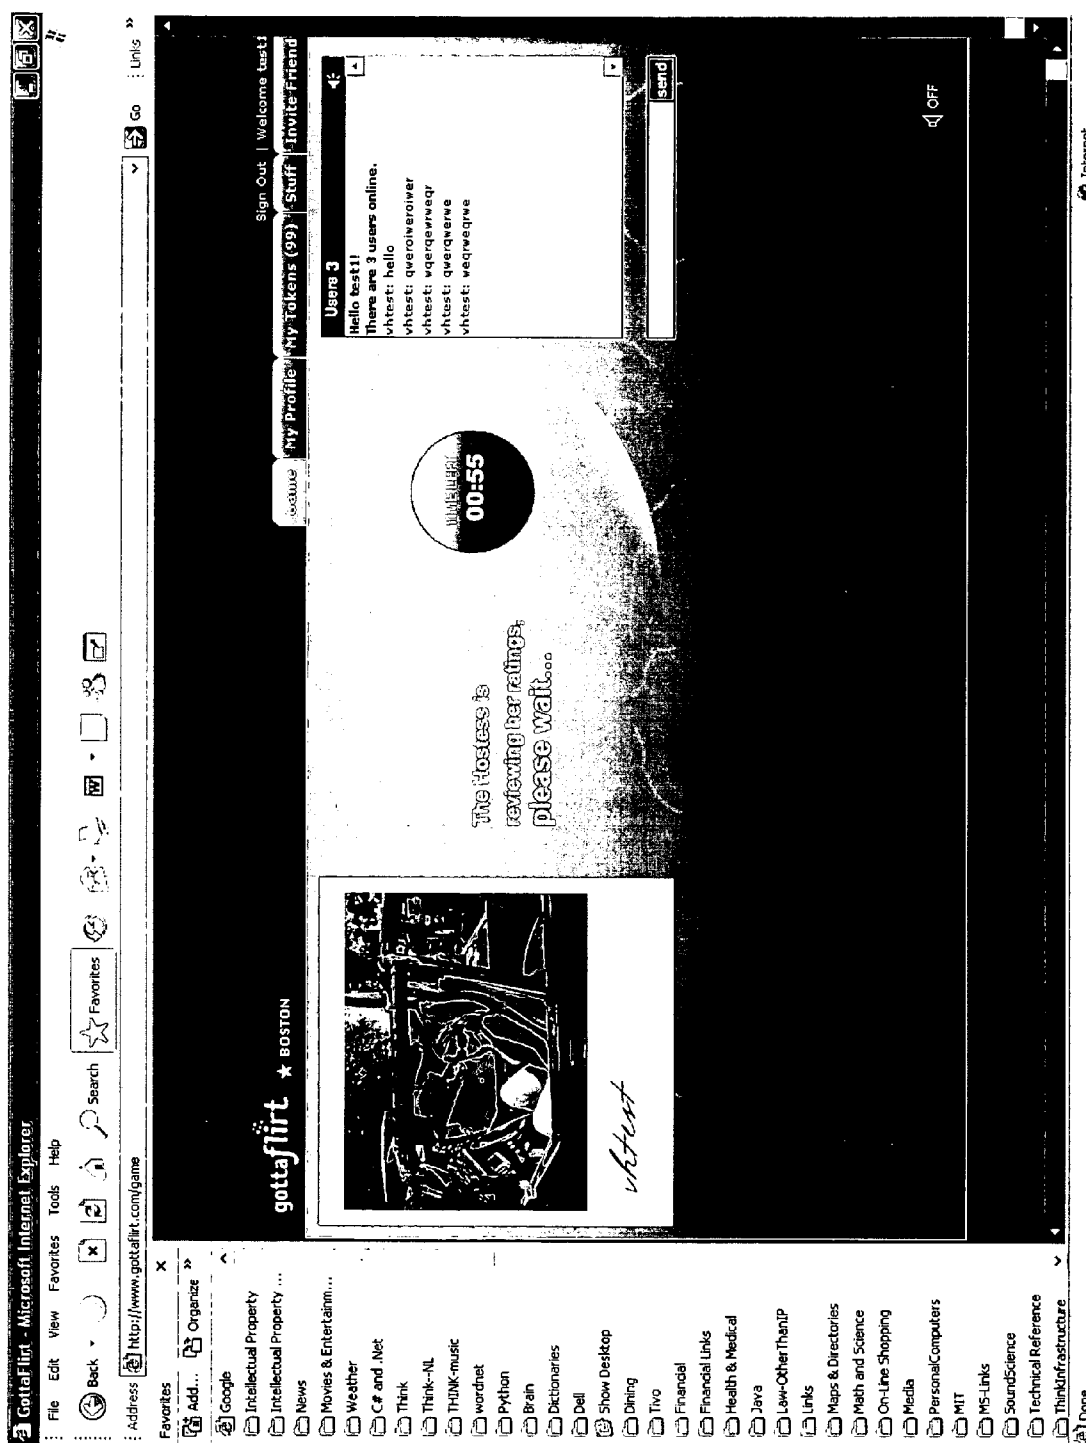 GottaFlirt - Microsoft Internet Explorer
File Edit View Favorites Tools Help
Back Search Favorites
Address http://www.gottaflirt.com/game Go Links »
Favorites
Add... Organize »
Google
Intellectual Property
Intellectual Property ...
News
Movies & Entertainm...
Weather
C# and .Net
Think
Think--NL
THINK-music
wordnet
Python
Brain
Dictionaries
Dell
Show Desktop
Dining
Tivo
Financial
Financial Links
Health & Medical
Java
Law-OtherThanIP
Links
Maps & Directories
Math and Science
On-Line Shopping
Media
PersonalComputers
MIT
MS-Links
SoundScience
Technical Reference
ThinkInfrastructure
gottaflirt ★ BOSTON
Sign Out | Welcome test1
Game My Profile My Tokens (99) Stuff Invite Friend
vhtest
The Hostess is
reviewing her ratings,
please wait...
00:55
Users 3
Hello test1!
There are 3 users online.
vhtest: hello
vhtest: qweroiweroiwer
vhtest: wqerqewrweqr
vhtest: qwerqwerwe
vhtest: weqrweqrwe
send
OFF
Done
Internet